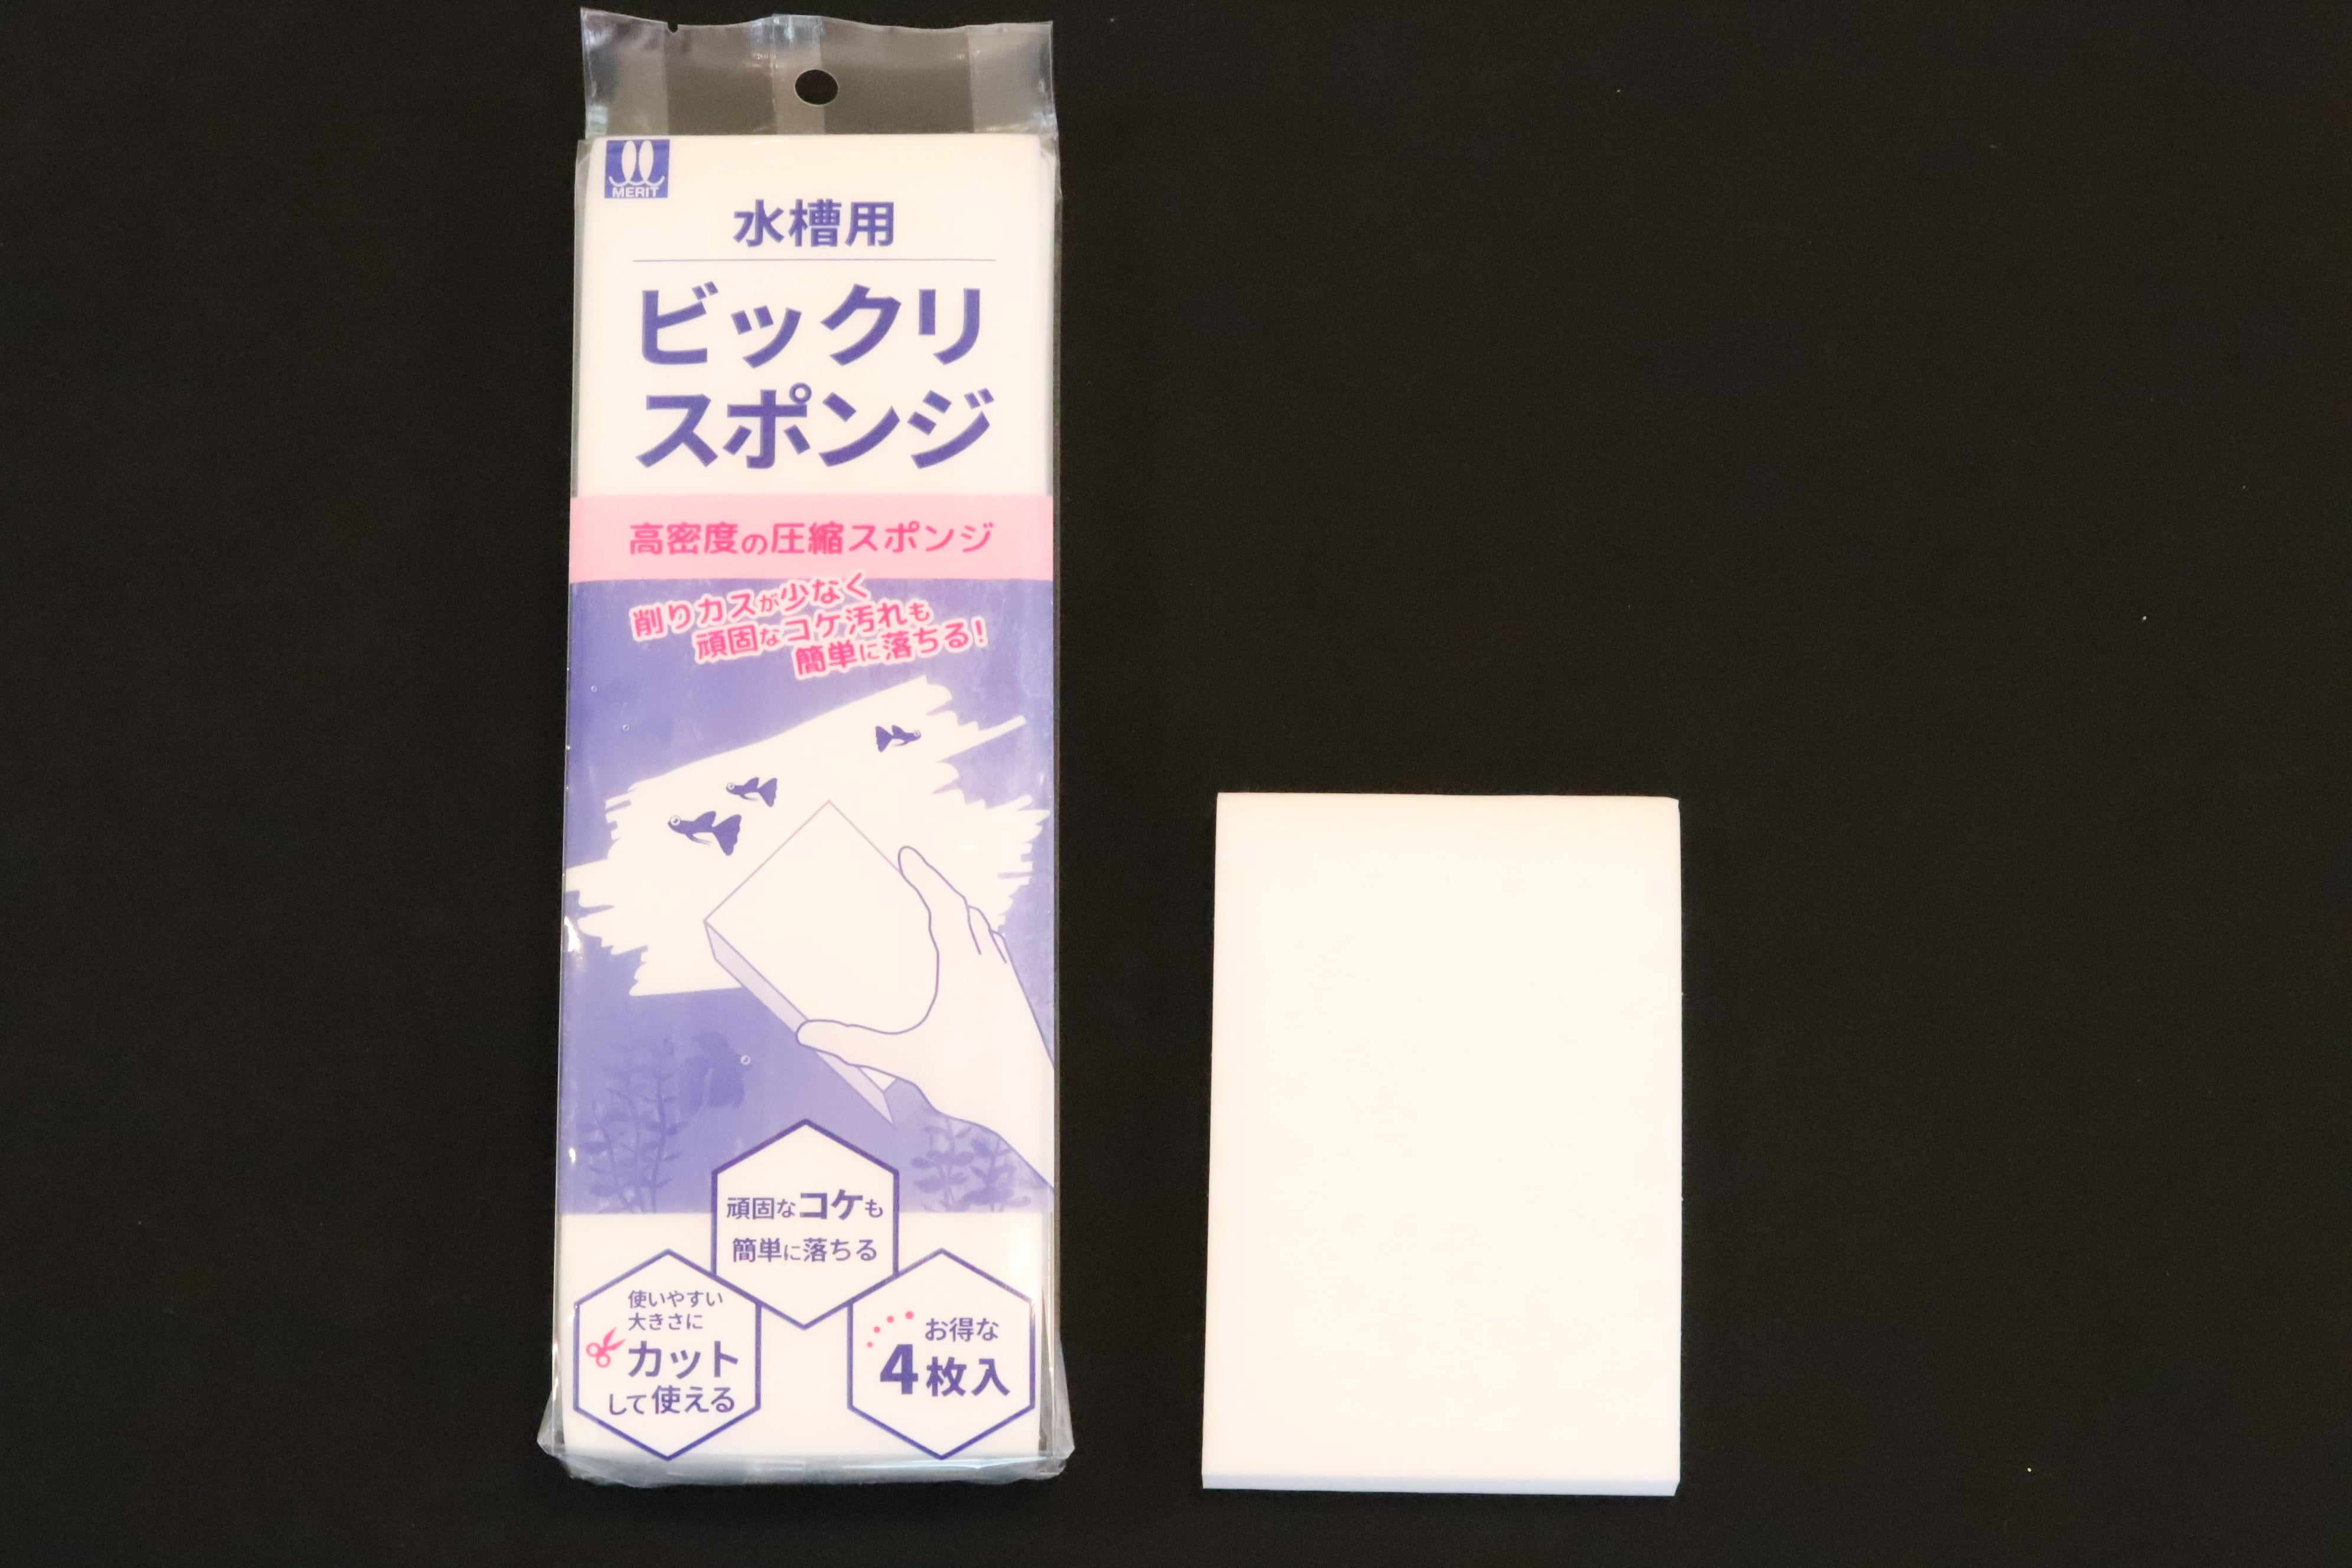 MERIT
水槽用
ビックリ
スポンジ
高密度の圧縮スポンジ
削りカスが少なく
頑固なコケ汚れも
簡単に落ちる!
頑固なコケも
簡単に落ちる
使いやすい
大きさに
カット
して使える
お得な
4枚入